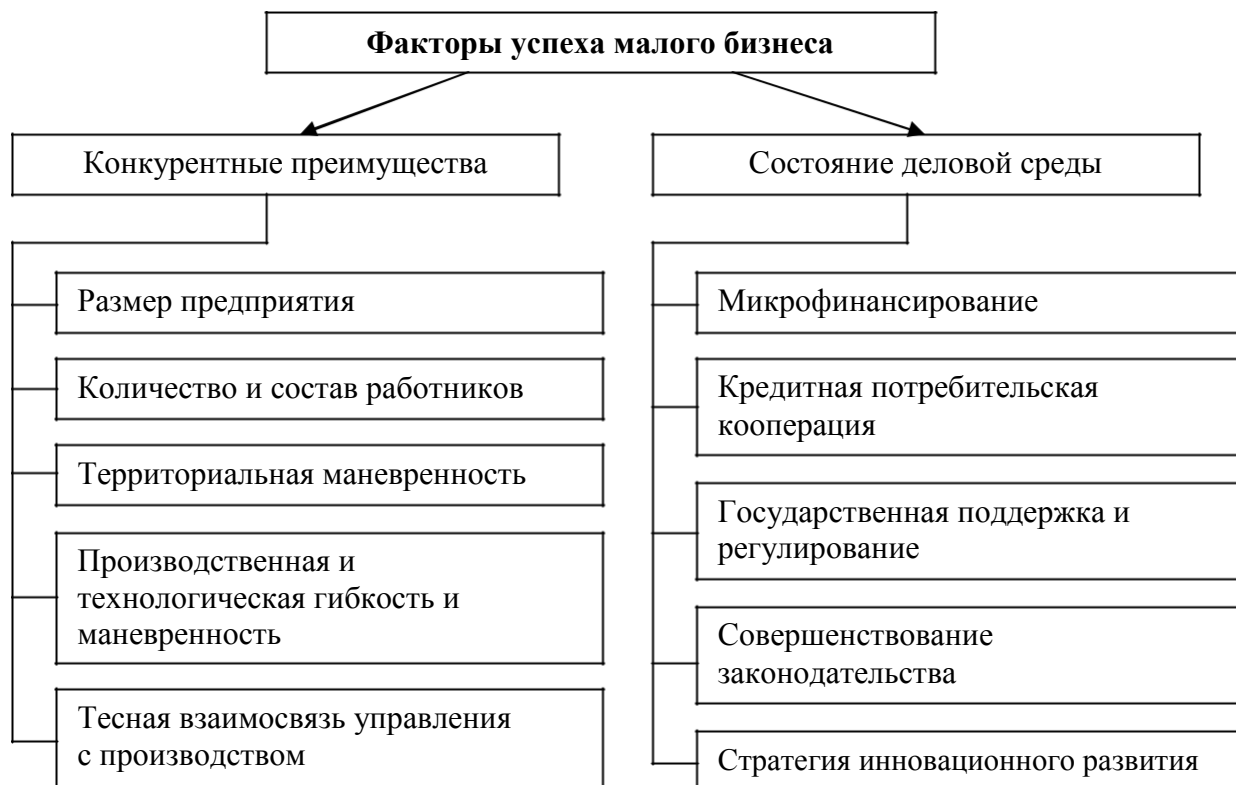 Факторы успеха малого бизнеса
Конкурентные преимущества
Размер предприятия
Количество и состав работников
Территориальная маневренность
Производственная и
технологическая гибкость и
маневренность
Тесная взаимосвязь управления
с производством
Состояние деловой среды
Микрофинансирование
Кредитная потребительская
кооперация
Государственная поддержка и
регулирование
Совершенствование
законодательства
Стратегия инновационного развития